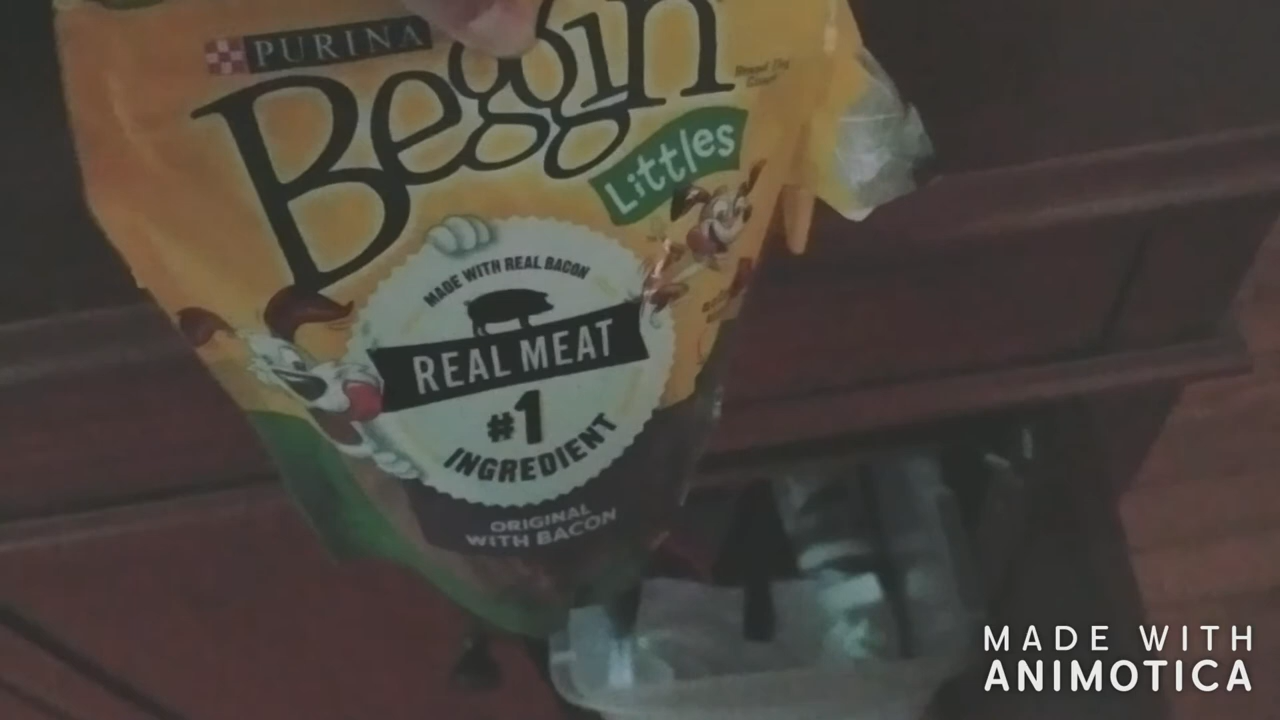 PURINA
Beggin'
Littles
MADE WITH REAL BACON
REAL MEAT
#1
INGREDIENT
ORIGINAL
WITH BACON
MADE WITH
ANIMOTICA